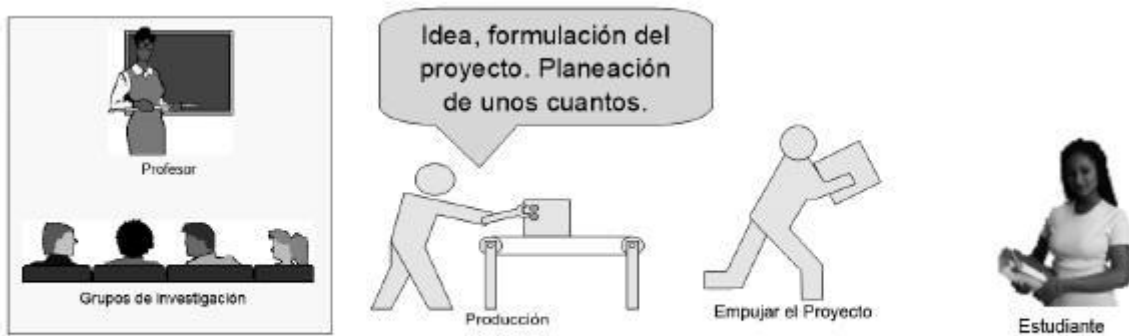 Idea, formulación del
proyecto. Planeación
de unos cuantos.
Profesor
Grupos de investigación
Producción
Empujar el Proyecto
Estudiante